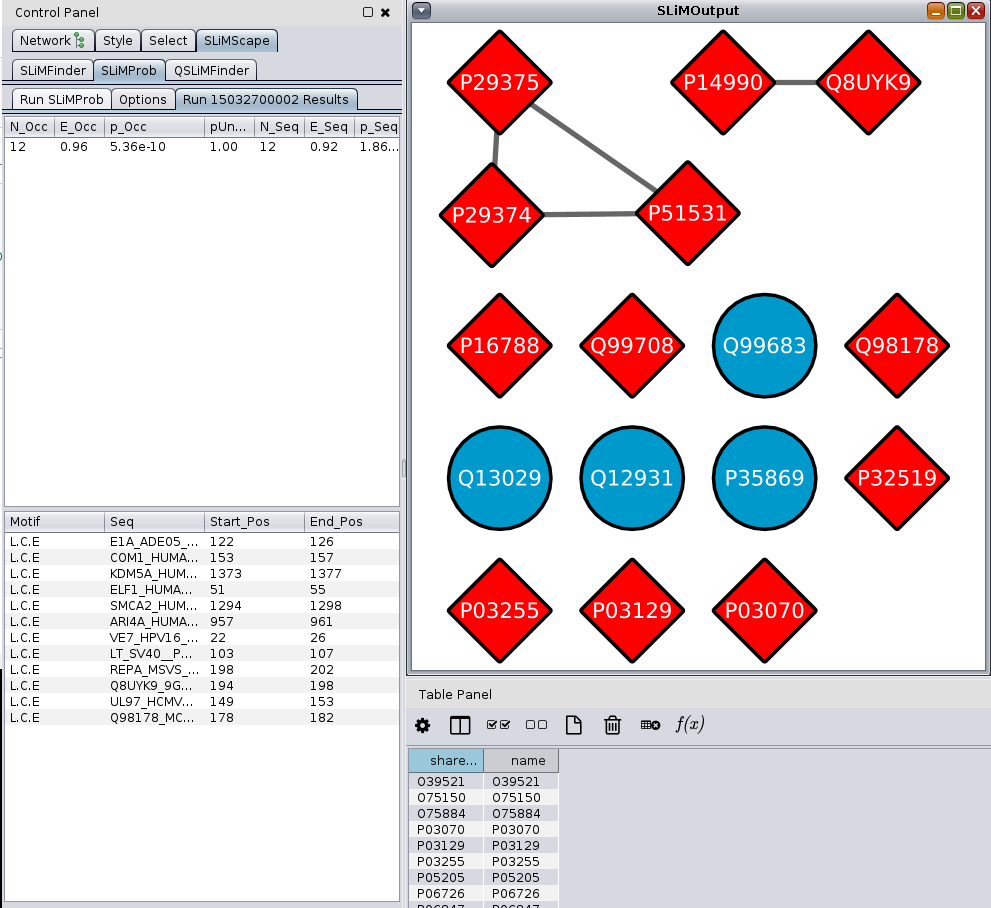 Control Panel
Network Style Select SLiMScape
SLiMFinder SLiMProb QSLiMFinder
Run SLiMProb Options Run 15032700002 Results
N_Occ E_Occ p_Occ pUn... N_Seq E_Seq p_Seq
12 0.96 5.36e-10 1.00 12 0.92 1.86...
Motif Seq Start_Pos End_Pos
L.C.E E1A_ADE05_... 122 126
L.C.E COM1_HUMA... 153 157
L.C.E KDM5A_HUM... 1373 1377
L.C.E ELF1_HUMA... 51 55
L.C.E SMCA2_HUM... 1294 1298
L.C.E ARI4A_HUMA... 957 961
L.C.E VE7_HPV16_... 22 26
L.C.E LT_SV40__P... 103 107
L.C.E REPA_MSVS_... 198 202
L.C.E Q8UYK9_9G... 194 198
L.C.E UL97_HCMV... 149 153
L.C.E Q98178_MC... 178 182
SLiMOutput
P29375 P14990 Q8UYK9
P29374 P51531
P16788 Q99708 Q99683 Q98178
Q13029 Q12931 P35869 P32519
P03255 P03129 P03070
Table Panel
f(x)
share... name
O39521 O39521
O75150 O75150
O75884 O75884
P03070 P03070
P03129 P03129
P03255 P03255
P05205 P05205
P06726 P06726